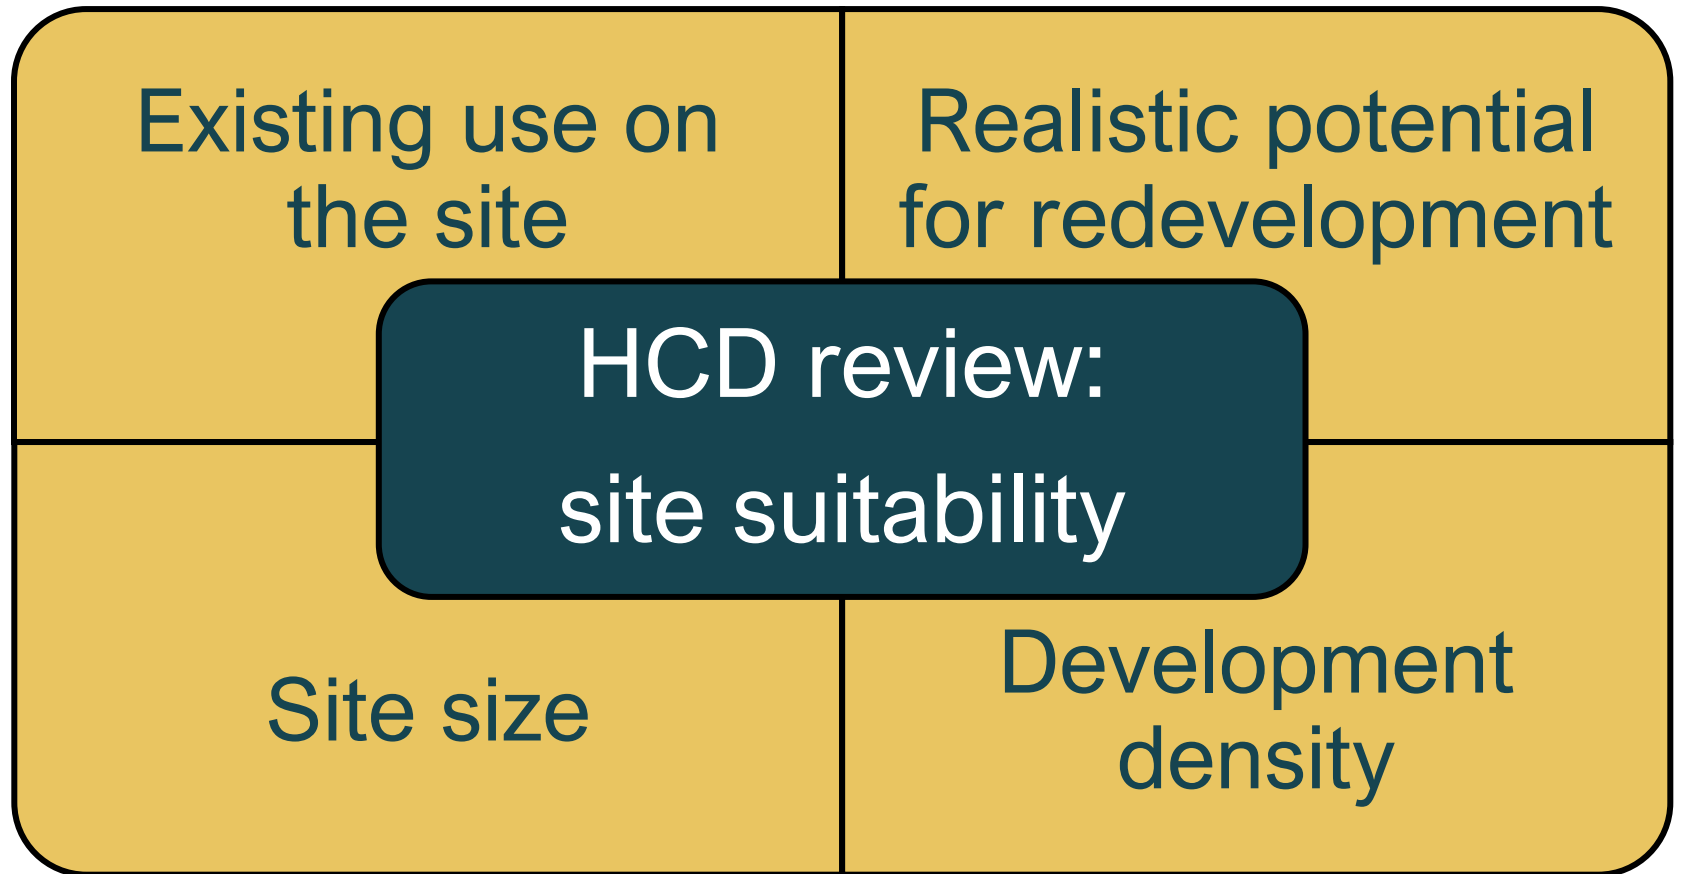 Existing use on
the site
Realistic potential
for redevelopment
HCD review:
site suitability
Site size
Development
density